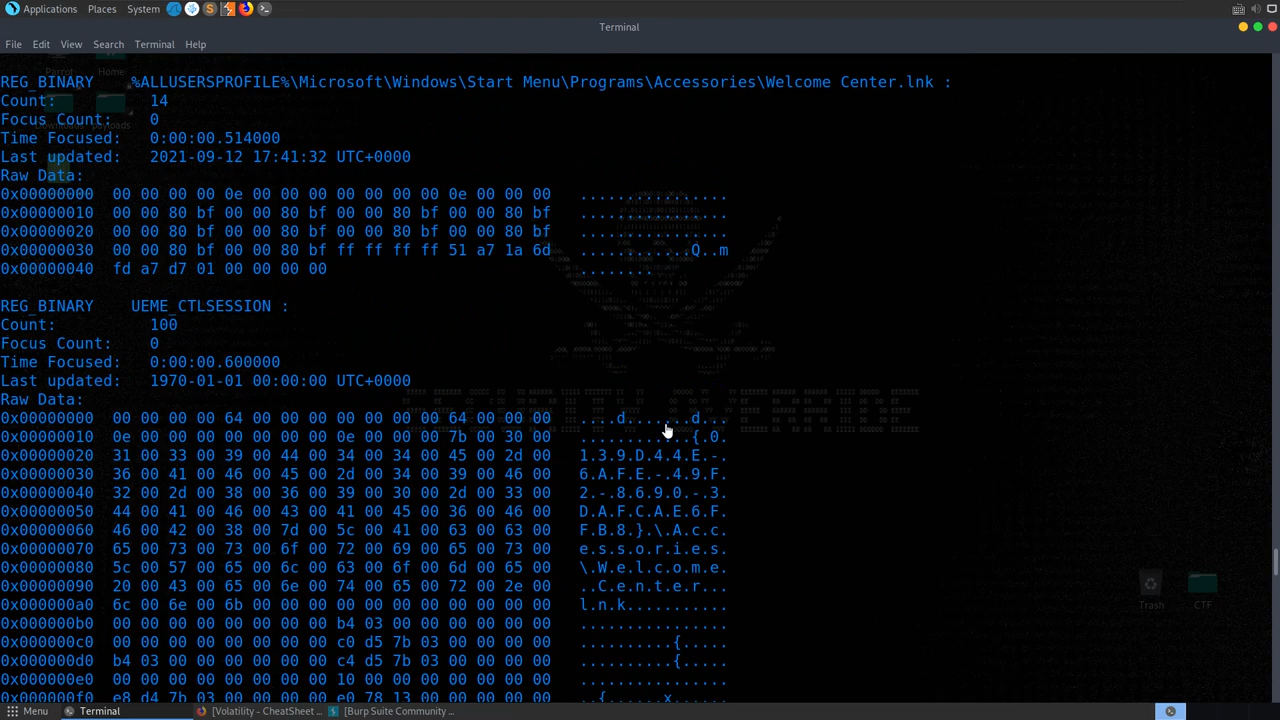 Applications Places System
Terminal
File Edit View Search Terminal Help
REG_BINARY %ALLUSERSPROFILE%\Microsoft\Windows\Start Menu\Programs\Accessories\Welcome Center.lnk :
Count: 14
Focus Count: 0
Time Focused: 0:00:00.514000
Last updated: 2021-09-12 17:41:32 UTC+0000
Raw Data:
0x00000000 00 00 00 00 0e 00 00 00 00 00 00 00 0e 00 00 00 ................
0x00000010 00 00 80 bf 00 00 80 bf 00 00 80 bf 00 00 80 bf ................
0x00000020 00 00 80 bf 00 00 80 bf 00 00 80 bf 00 00 80 bf ................
0x00000030 00 00 80 bf 00 00 80 bf ff ff ff ff 51 a7 1a 6d ............Q..m
0x00000040 fd a7 d7 01 00 00 00 00 ........
REG_BINARY UEME_CTLSESSION :
Count: 100
Focus Count: 0
Time Focused: 0:00:00.600000
Last updated: 1970-01-01 00:00:00 UTC+0000
Raw Data:
0x00000000 00 00 00 00 64 00 00 00 00 00 00 00 64 00 00 00 ....d.......d...
0x00000010 0e 00 00 00 00 00 00 00 0e 00 00 00 7b 00 30 00 ............{.0.
0x00000020 31 00 33 00 39 00 44 00 34 00 34 00 45 00 2d 00 1.3.9.D.4.4.E.-.
0x00000030 36 00 41 00 46 00 45 00 2d 00 34 00 39 00 46 00 6.A.F.E.-.4.9.F.
0x00000040 32 00 2d 00 38 00 36 00 39 00 30 00 2d 00 33 00 2.-.8.6.9.0.-.3.
0x00000050 44 00 41 00 46 00 43 00 41 00 45 00 36 00 46 00 D.A.F.C.A.E.6.F.
0x00000060 46 00 42 00 38 00 7d 00 5c 00 41 00 63 00 63 00 F.B.8.}.\.A.c.c.
0x00000070 65 00 73 00 73 00 6f 00 72 00 69 00 65 00 73 00 e.s.s.o.r.i.e.s.
0x00000080 5c 00 57 00 65 00 6c 00 63 00 6f 00 6d 00 65 00 \.W.e.l.c.o.m.e.
0x00000090 20 00 43 00 65 00 6e 00 74 00 65 00 72 00 2e 00 ..C.e.n.t.e.r...
0x000000a0 6c 00 6e 00 6b 00 00 00 00 00 00 00 00 00 00 00 l.n.k...........
0x000000b0 00 00 00 00 00 00 00 00 b4 03 00 00 00 00 00 00 ................
0x000000c0 00 00 00 00 00 00 00 00 c0 d5 7b 03 00 00 00 00 ..........{.....
0x000000d0 b4 03 00 00 00 00 00 00 c4 d5 7b 03 00 00 00 00 ..........{.....
0x000000e0 00 00 00 00 00 00 00 00 10 00 00 00 00 00 00 00 ................
0x000000f0 e8 d4 7b 03 00 00 00 00 e0 78 13 00 00 00 00 00 ..{......x......
Parrot Home
Downloads payloads
Trash CTF
Menu Terminal [Volatility - CheatSheet ... [Burp Suite Community ...